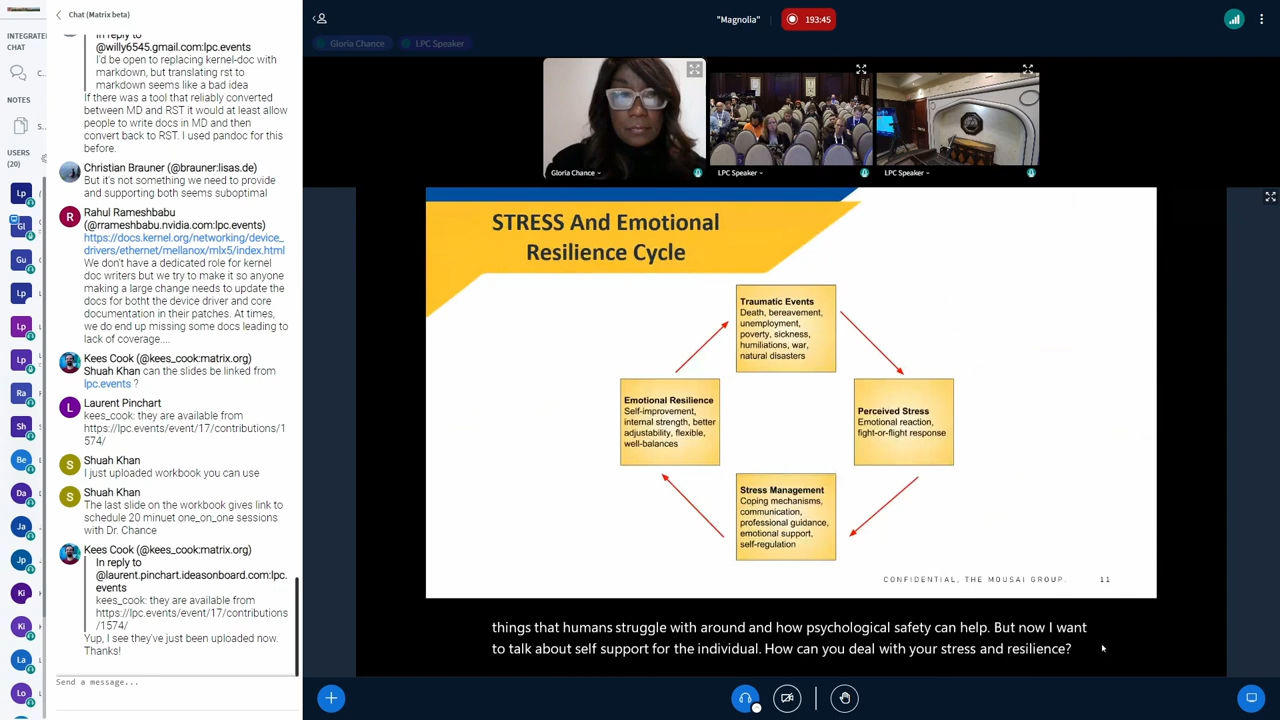 INTEGRATE
CHAT
C..
NOTES
S..
USERS
(20)
Lp
Gl
Gu
Lp
Lp
Lp
Ra
Sh
Be
Da
Ja
Jp
Ki
Ki
La
Lo
Chat (Matrix beta)
In reply to
@willy6545.gmail.com:lpc.events
I'd be open to replacing kernel-doc with
markdown, but translating rst to
markdown seems like a bad idea
If there was a tool that reliably converted
between MD and RST it would at least allow
people to write docs in MD and then
convert back to RST. I used pandoc for this
before.
Christian Brauner (@brauner:lisas.de)
But it's not something we need to provide
and supporting both seems suboptimal
R
Rahul Rameshbabu
(@rrameshbabu.nvidia.com:lpc.events)
https://docs.kernel.org/networking/device_
drivers/ethernet/mellanox/mlx5/index.html
We don't have a dedicated role for kernel
doc writers but we try to make it so anyone
making a large change needs to update the
docs for botht the device driver and core
documentation in their patches. At times,
we do end up missing some docs leading to
lack of coverage....
Kees Cook (@kees_cook:matrix.org)
Shuah Khan can the slides be linked from
lpc.events ?
L
Laurent Pinchart
kees_cook: they are available from
https://lpc.events/event/17/contributions/1
574/
S
Shuah Khan
I just uploaded workbook you can use
S
Shuah Khan
The last slide on the workbook gives link to
schedule 20 minuet one_on_one sessions
with Dr. Chance
Kees Cook (@kees_cook:matrix.org)
In reply to
@laurent.pinchart.ideasonboard.com:lpc.
events
kees_cook: they are available from
https://lpc.events/event/17/contributions
/1574/
Yup, I see they've just been uploaded now.
Thanks!
Send a message...
"Magnolia"
193:45
Gloria Chance
LPC Speaker
Gloria Chance
LPC Speaker
LPC Speaker
STRESS And Emotional
Resilience Cycle
Traumatic Events
Death, bereavement,
unemployment,
poverty, sickness,
humiliations, war,
natural disasters
Emotional Resilience
Self-improvement,
internal strength, better
adjustability, flexible,
well-balances
Perceived Stress
Emotional reaction,
fight-or-flight response
Stress Management
Coping mechanisms,
communication,
professional guidance,
emotional support,
self-regulation
CONFIDENTIAL, THE MOUSAI GROUP. 11
things that humans struggle with around and how psychological safety can help. But now I want
to talk about self support for the individual. How can you deal with your stress and resilience?